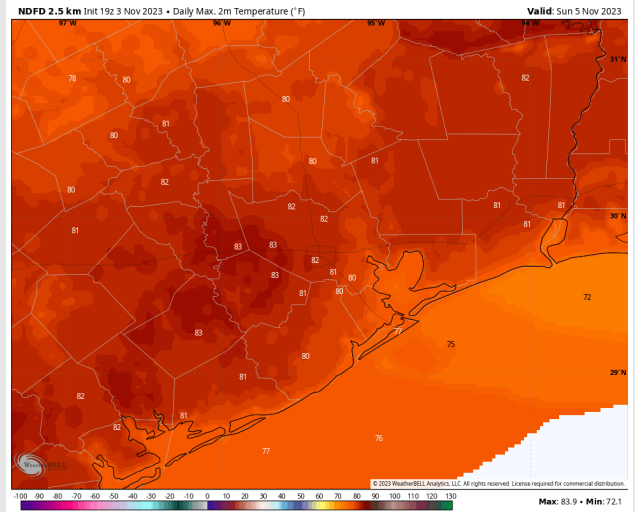 NDFD 2.5 km Init 19z 3 Nov 2023 • Daily Max. 2m Temperature (°F)
Valid: Sun 5 Nov 2023
97°W 96°W 95°W 94°W
31°N
78 80 82
80
81
80
80 81
82
80
82 81 81
30°N
82 81
81
83 83
82
83 81 80
81 80
72
83 77
75
80
29°N
81
82
81
82
76
77
WeatherBELL
© 2023 WeatherBELL Analytics, LLC. All rights reserved. License required for commercial distribution.
-100 -90 -80 -70 -60 -50 -40 -30 -20 -10 0 10 20 30 40 50 60 70 80 90 100 110 120 130
Max: 83.9 • Min: 72.1